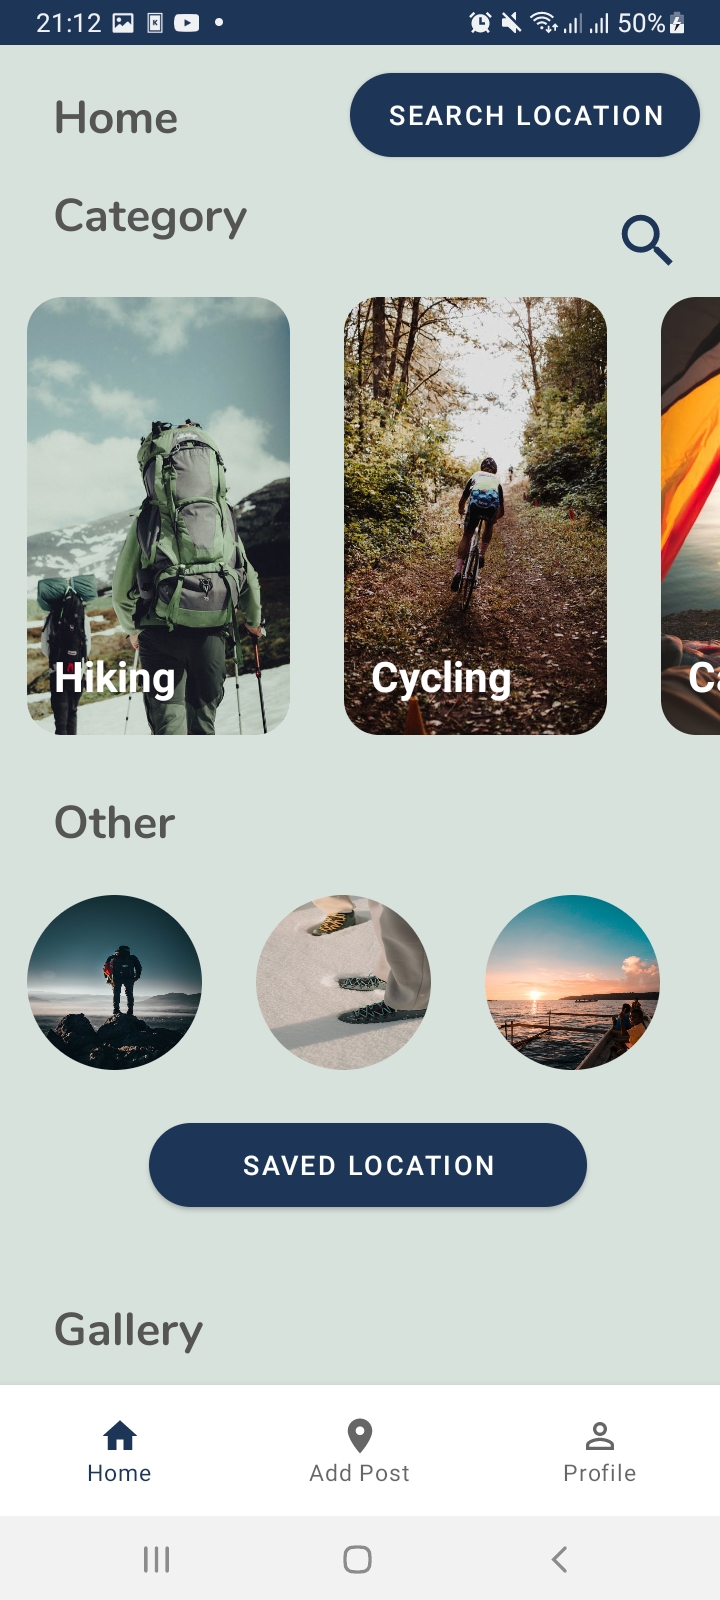 21:12
50%
Home
SEARCH LOCATION
Category
Hiking
Cycling
Ca
Other
SAVED LOCATION
Gallery
Home
Add Post
Profile